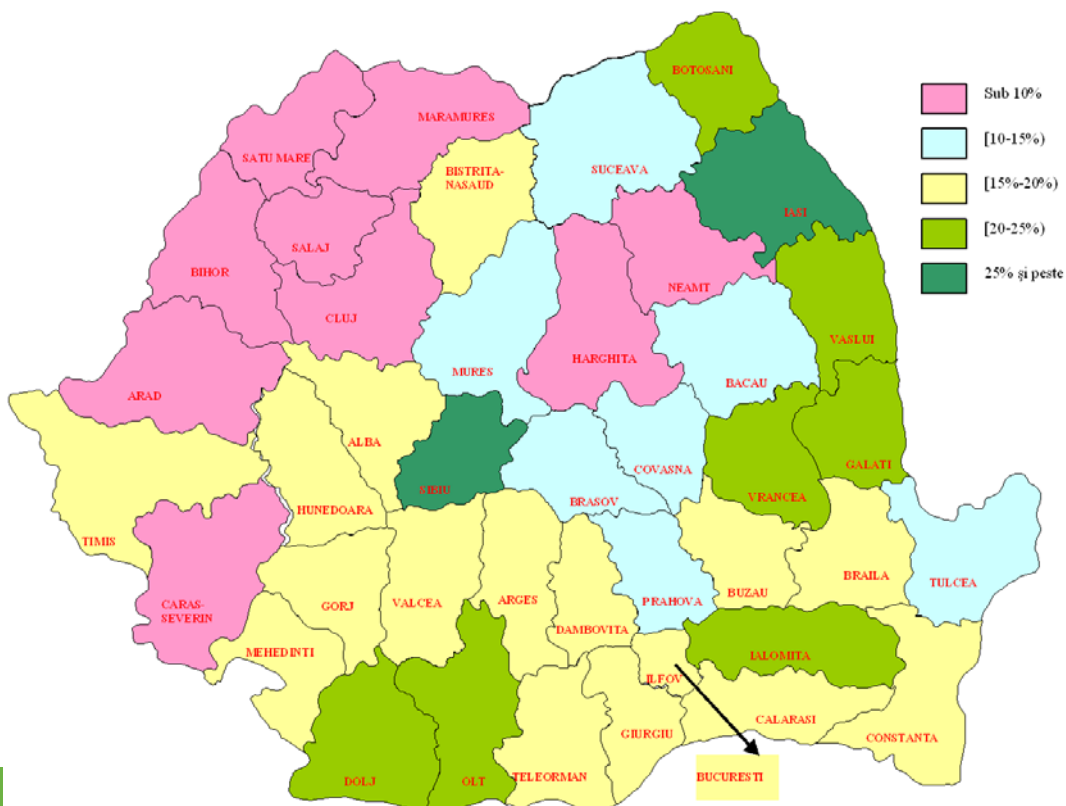 BOTOSANI
Sub 10%
MARAMURES
[10-15%)
SATU MARE
SUCEAVA
BISTRITA-
NASAUD
[15%-20%)
IASI
SALAJ
[20-25%)
BIHOR
25% și peste
NEAMT
CLUJ
VASLUI
HARGHITA
MURES
BACAU
ARAD
ALBA
GALATI
COVASNA
SIBIU
VRANCEA
BRASOV
HUNEDOARA
TIMIS
BRAILA
TULCEA
BUZAU
ARGES
PRAHOVA
VALCEA
GORJ
CARAS-
SEVERIN
DAMBOVITA
MEHEDINTI
IALOMITA
ILFOV
CALARASI
GIURGIU
CONSTANTA
TELEORMAN
BUCURESTI
DOLJ
OLT